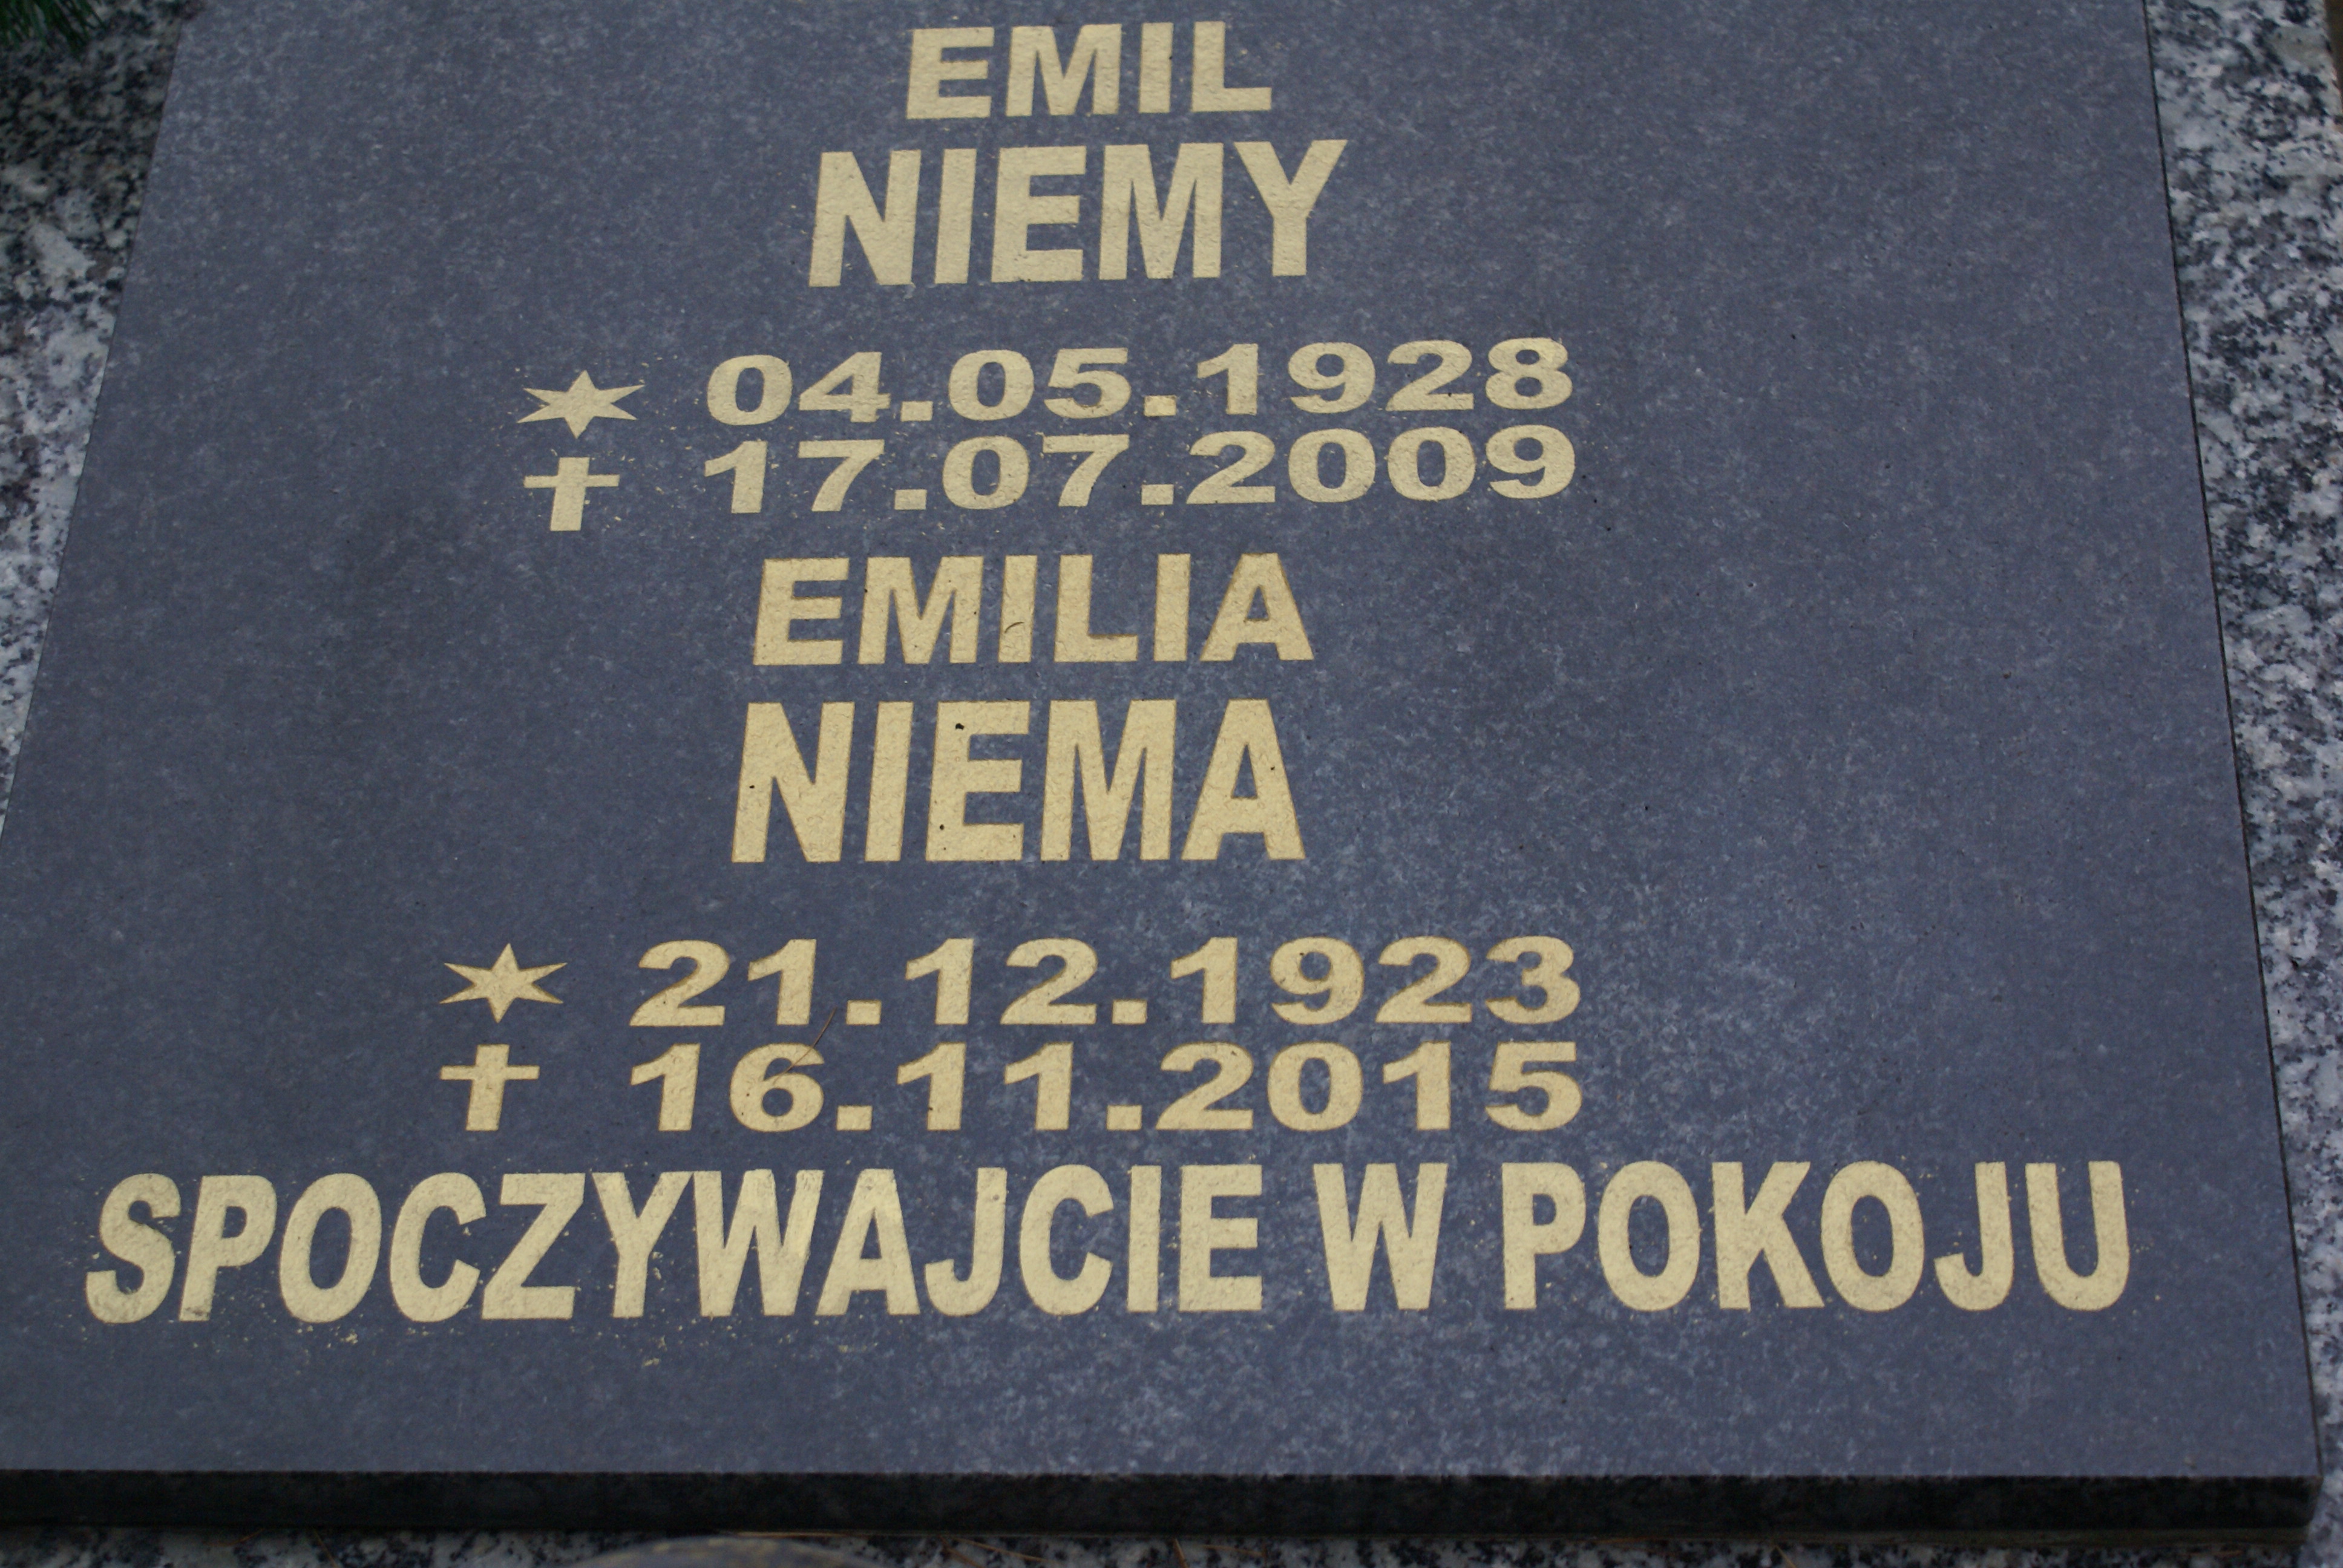 EMIL
NIEMY
04.05.1928
17.07.2009
EMILIA
NIEMA
21.12.1923
16.11.2015
SPOCZYWAJCIE W POKOJU